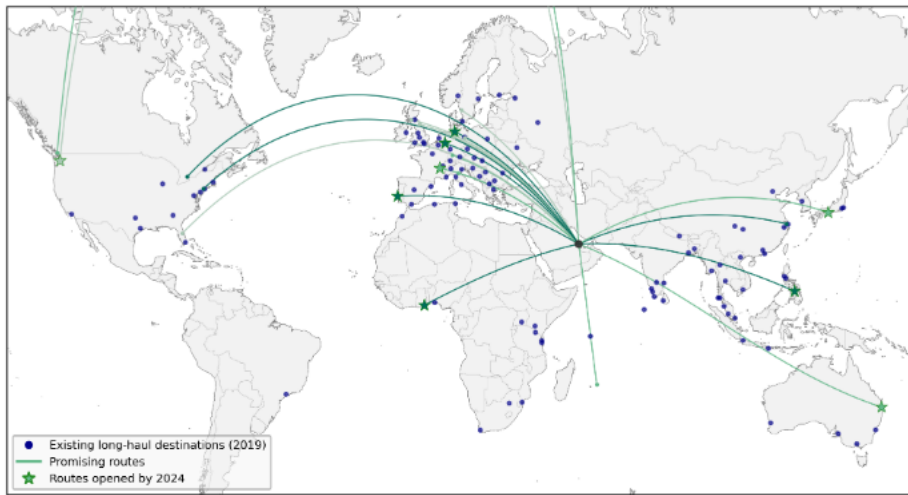 Existing long-haul destinations (2019)
Promising routes
Routes opened by 2024